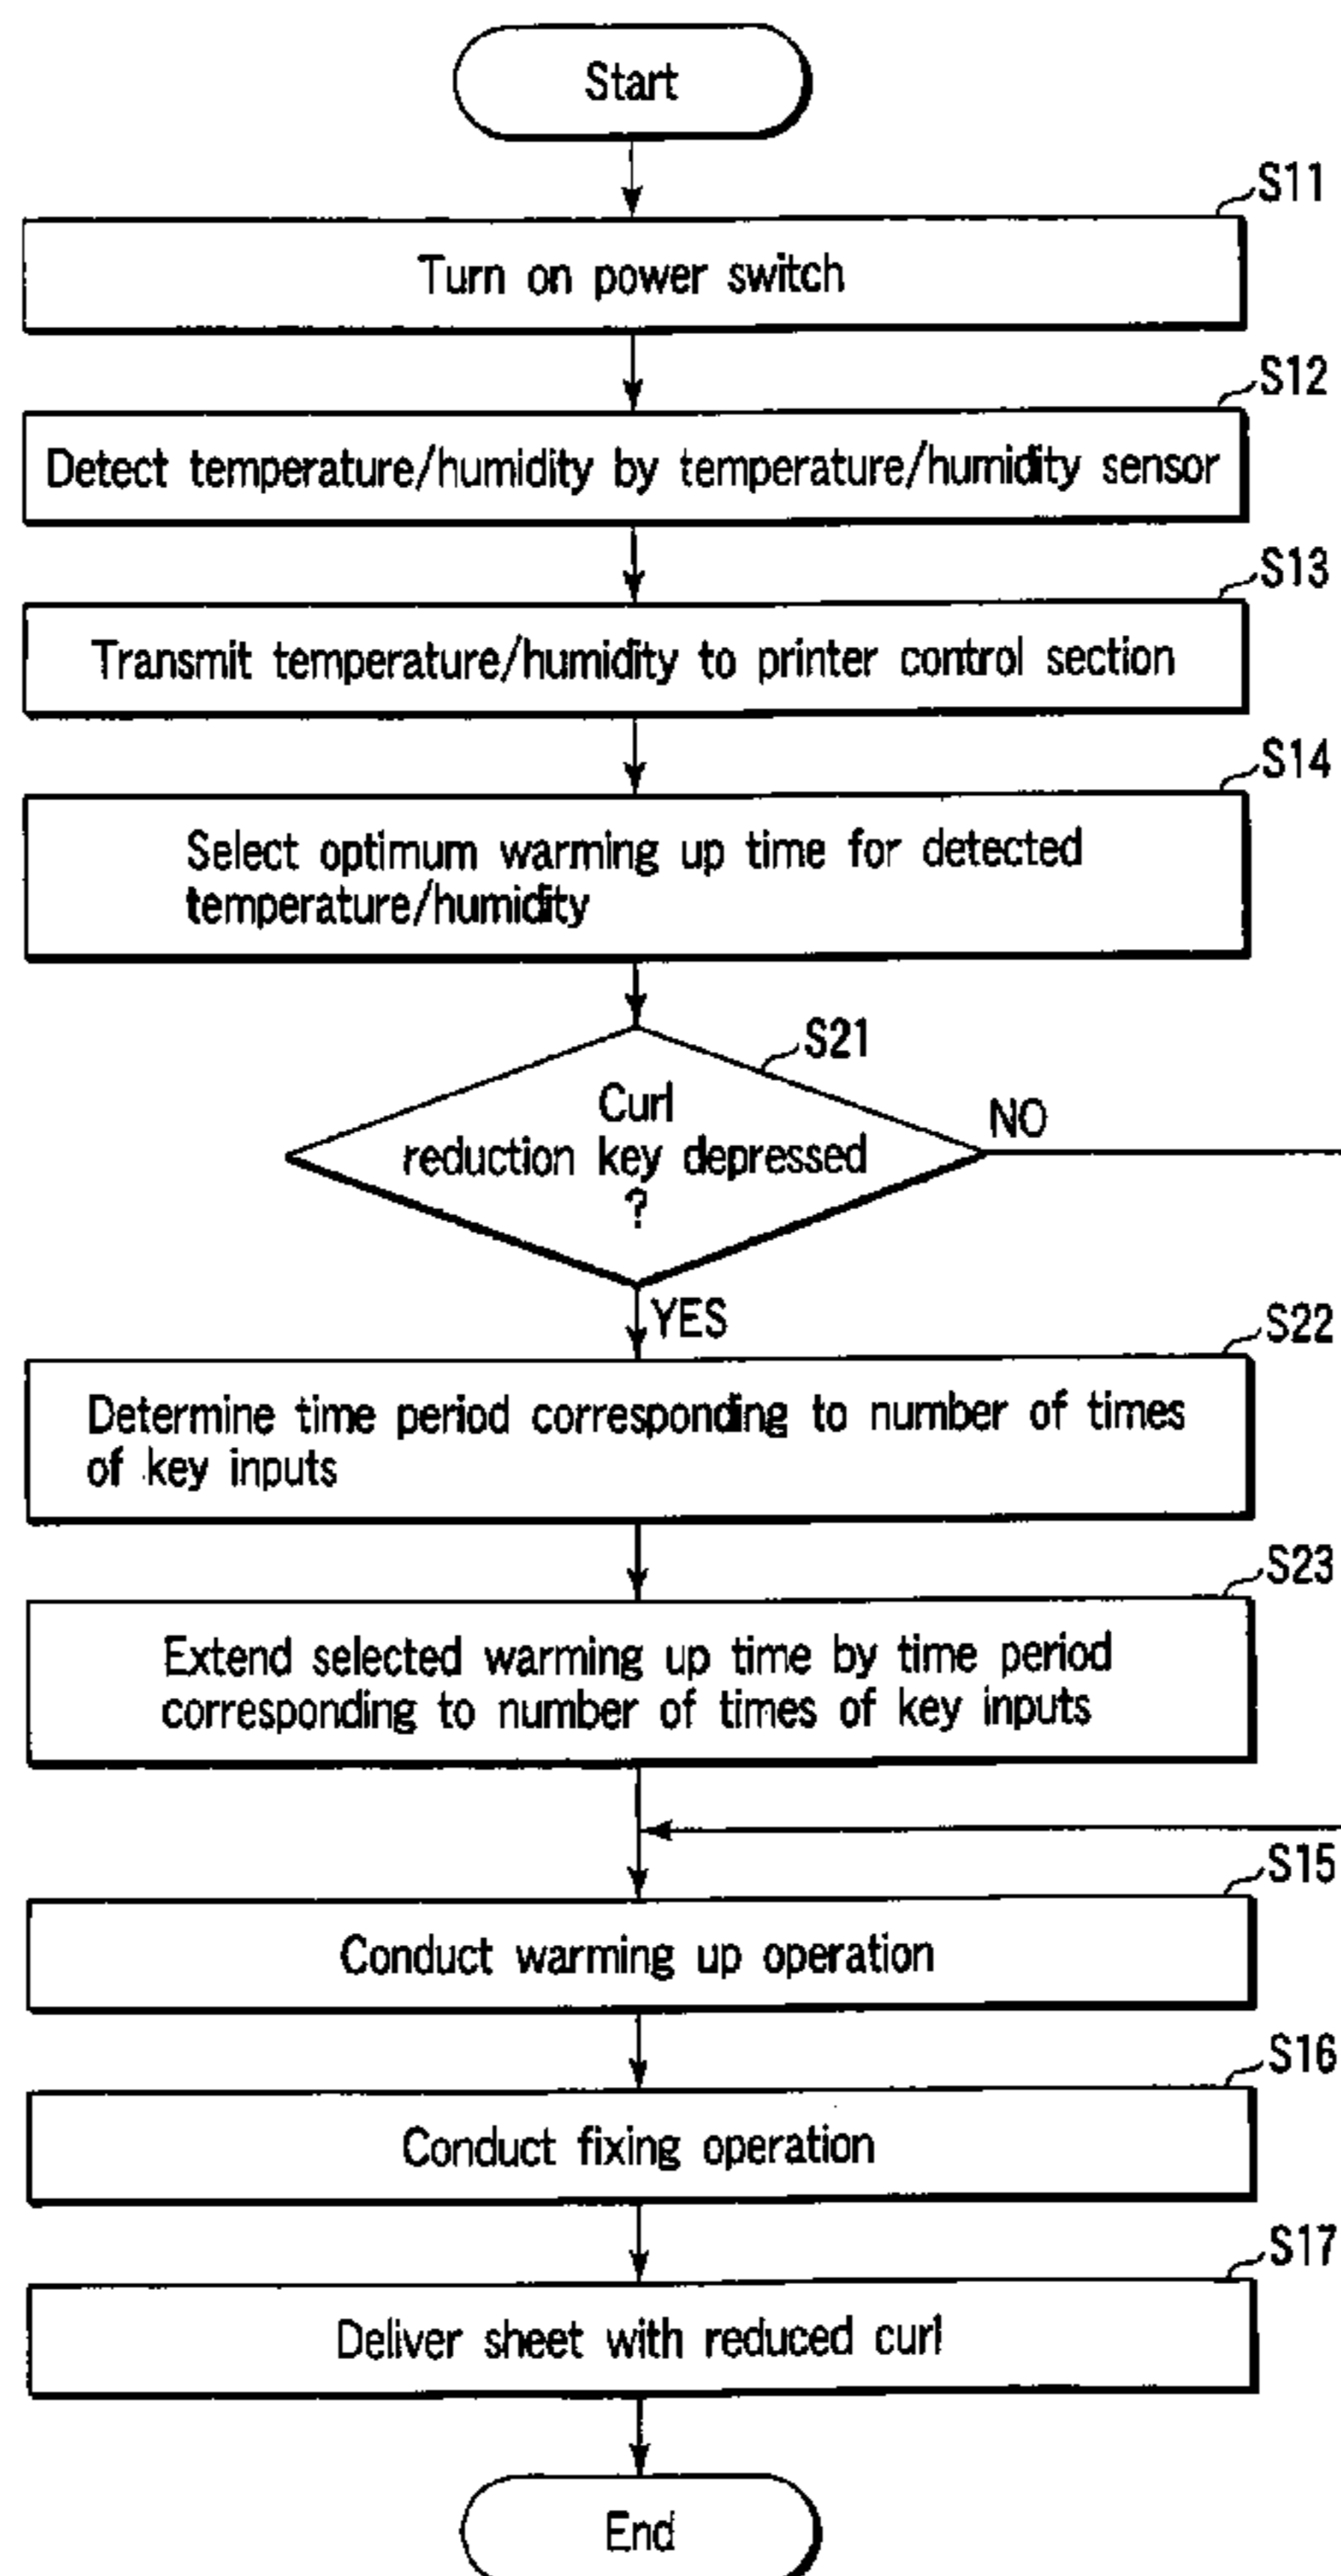 Start
S11
Turn on power switch
S12
Detect temperature/humidity by temperature/humidity sensor
S13
Transmit temperature/humidity to printer control section
S14
Select optimum warming up time for detected
temperature/humidity
S21
Curl
reduction key depressed
?
NO
YES
S22
Determine time period corresponding to number of times
of key inputs
S23
Extend selected warming up time by time period
corresponding to number of times of key inputs
S15
Conduct warming up operation
S16
Conduct fixing operation
S17
Deliver sheet with reduced curl
End